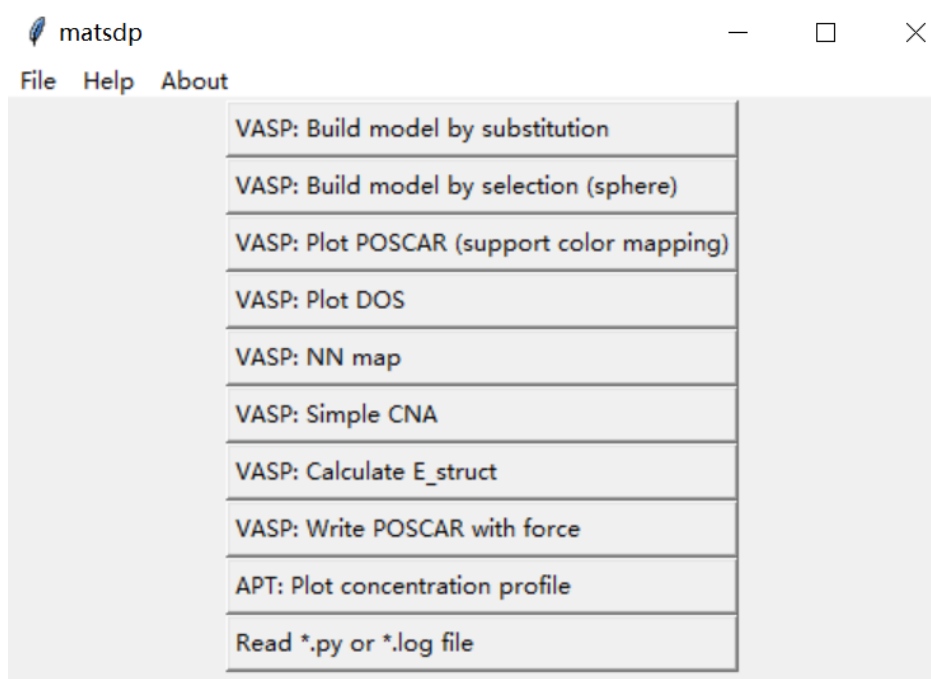 matsdp
File Help About
VASP: Build model by substitution
VASP: Build model by selection (sphere)
VASP: Plot POSCAR (support color mapping)
VASP: Plot DOS
VASP: NN map
VASP: Simple CNA
VASP: Calculate E_struct
VASP: Write POSCAR with force
APT: Plot concentration profile
Read *.py or *.log file